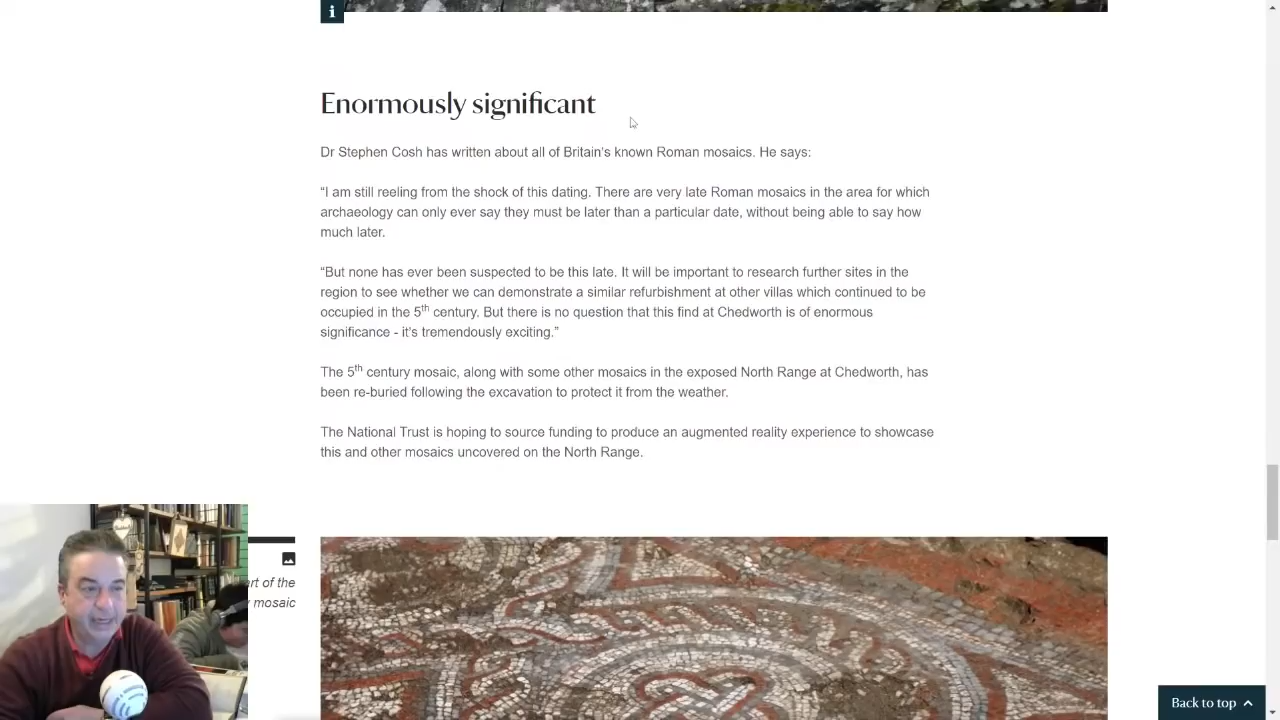 i
Enormously significant
Dr Stephen Cosh has written about all of Britain's known Roman mosaics. He says:
“I am still reeling from the shock of this dating. There are very late Roman mosaics in the area for which
archaeology can only ever say they must be later than a particular date, without being able to say how
much later.
“But none has ever been suspected to be this late. It will be important to research further sites in the
region to see whether we can demonstrate a similar refurbishment at other villas which continued to be
occupied in the 5th century. But there is no question that this find at Chedworth is of enormous
significance - it's tremendously exciting.”
The 5th century mosaic, along with some other mosaics in the exposed North Range at Chedworth, has
been re-buried following the excavation to protect it from the weather.
The National Trust is hoping to source funding to produce an augmented reality experience to showcase
this and other mosaics uncovered on the North Range.
art of the
mosaic
Back to top